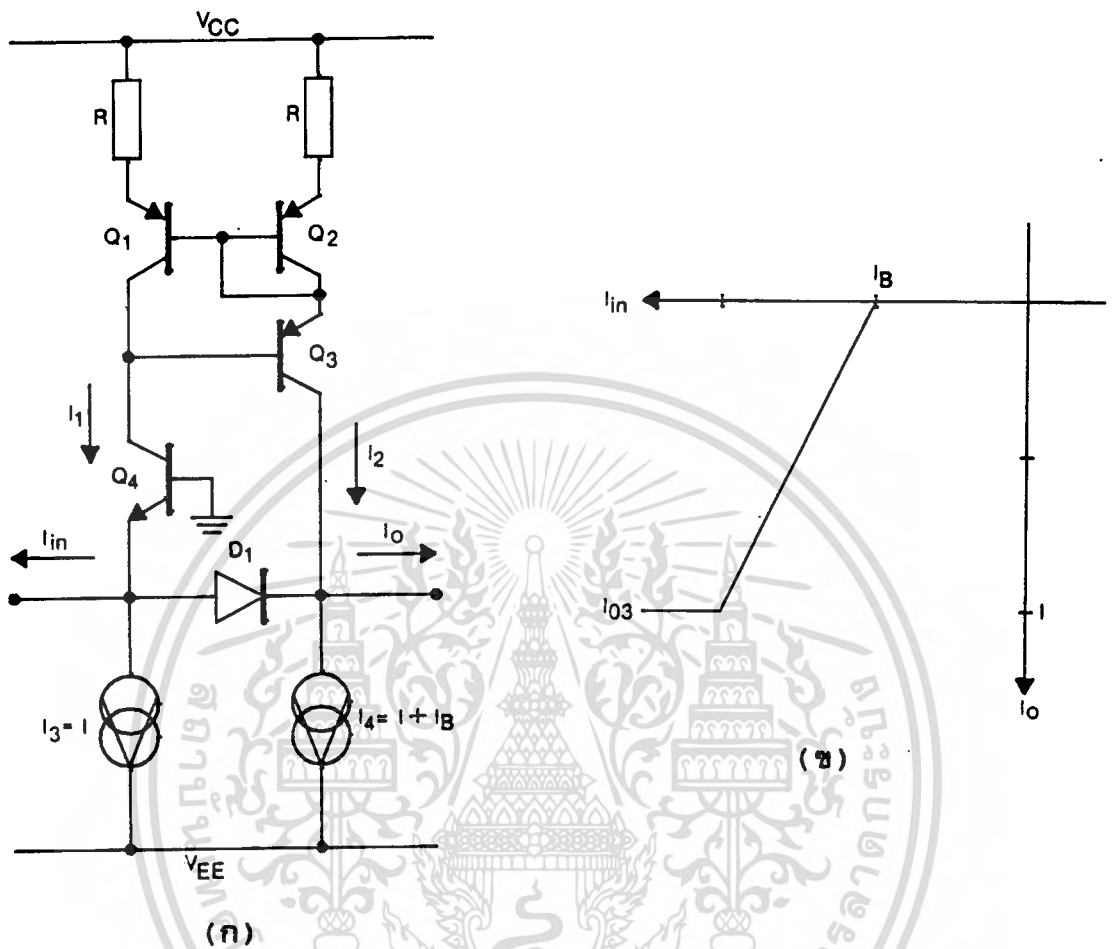 VCC
R
R
Q1
Q2
Q3
I1
Q4
I2
Iin
D1
Io
I3 = I
I4 = I + IB
VEE
(ก)
IB
Iin
I03
I
Io
(ข)